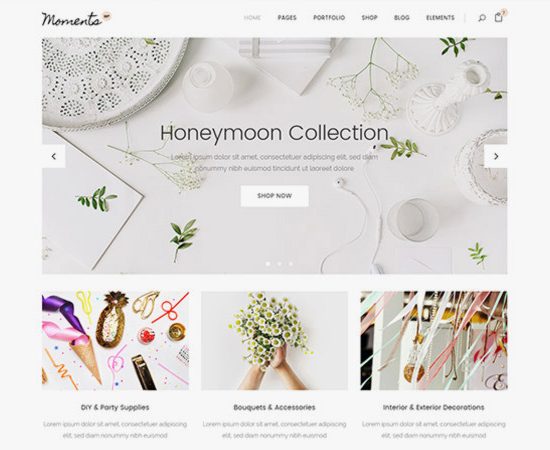 Moments
HOME PAGES PORTFOLIO SHOP BLOG ELEMENTS
Honeymoon Collection
Lorem ipsum dolor sit amet, consectetuer adipiscing elit, sed diam
nonummy nibh euismod tincidunt ut laoreet dolore
SHOP NOW
DIY & Party Supplies
Bouquets & Accessories
Interior & Exterior Decorations
Lorem ipsum dolor sit amet, consectetuer adipiscing
elit, sed diam nonummy nibh euismod
Lorem ipsum dolor sit amet, consectetuer adipiscing
elit, sed diam nonummy nibh euismod
Lorem ipsum dolor sit amet, consectetuer adipiscing
elit, sed diam nonummy nibh euismod